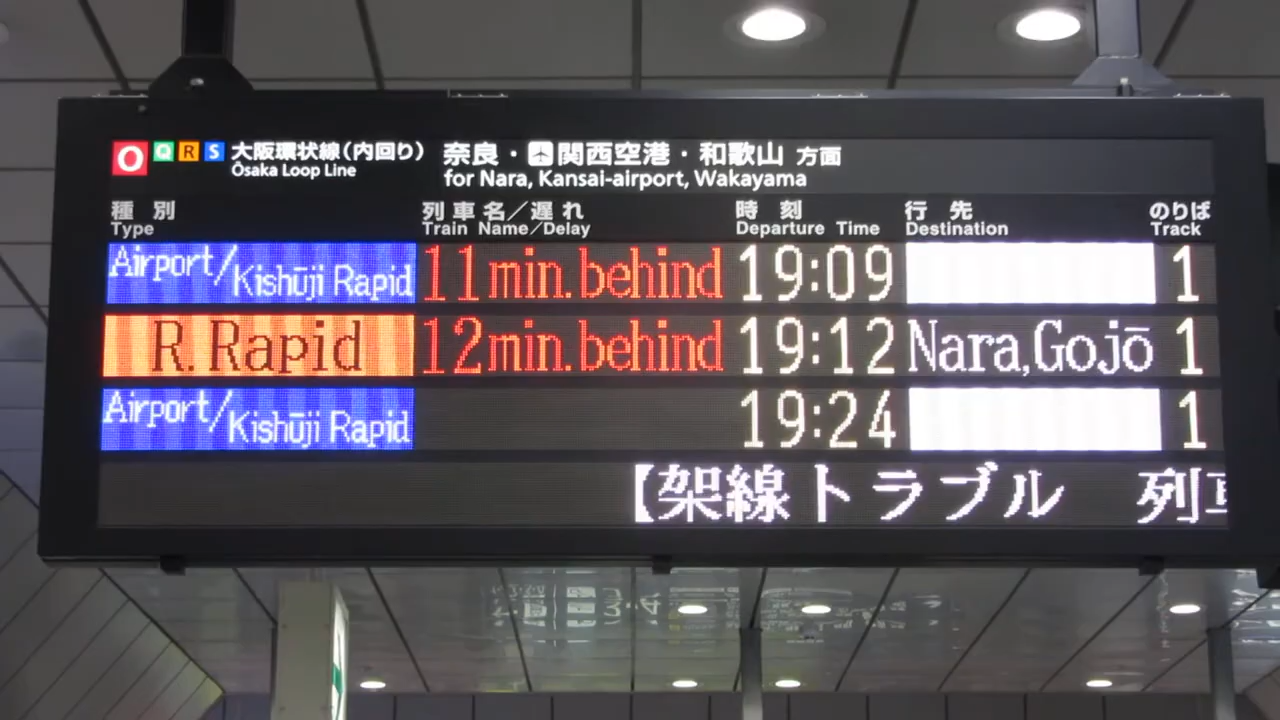 O Q R S 大阪環状線(内回り) 奈良・関西空港・和歌山 方面
Ōsaka Loop Line for Nara, Kansai-airport, Wakayama
種別 列車名/遅れ 時刻 行先 のりば
Type Train Name/Delay Departure Time Destination Track
Airport/Kishūji Rapid 11min.behind 19:09 1
R.Rapid 12min.behind 19:12 Nara,Gojō 1
Airport/Kishūji Rapid 19:24 1
【架線トラブル 列車